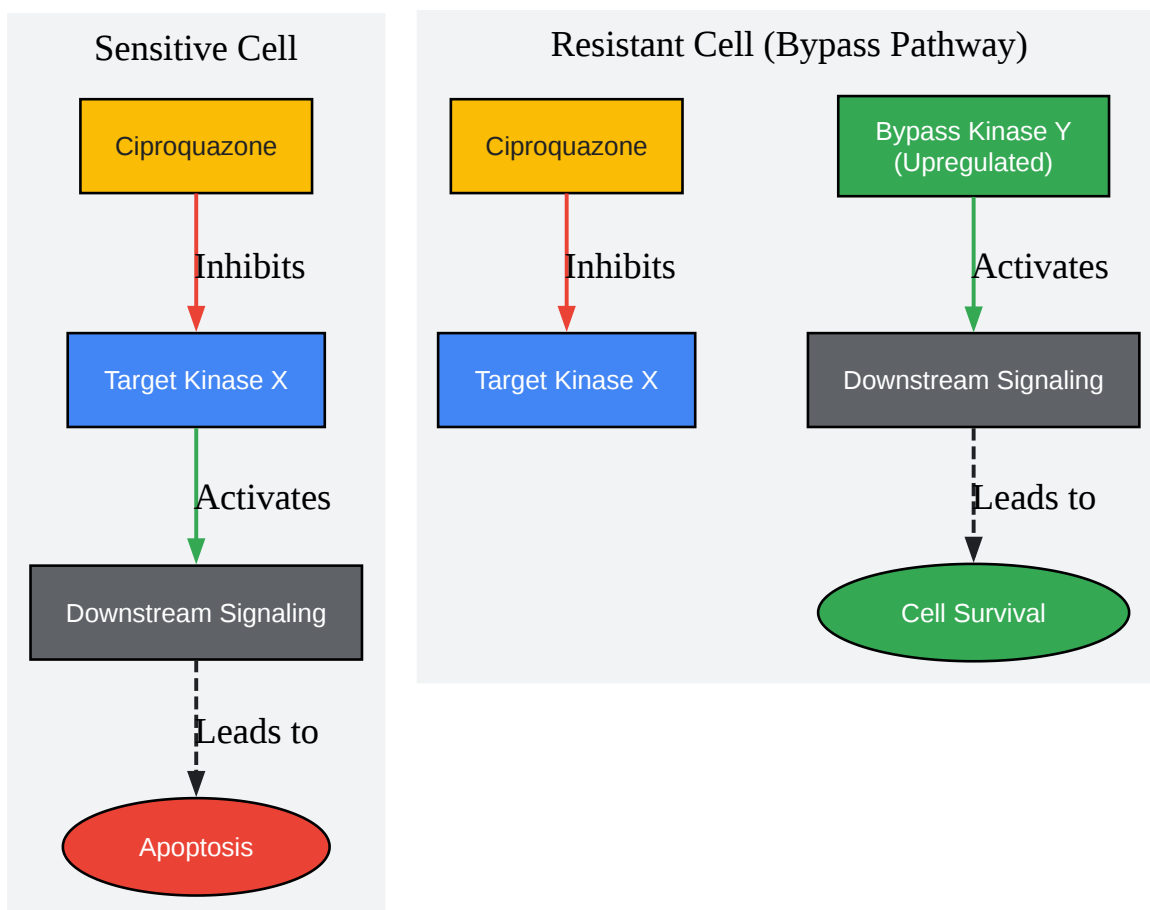 Sensitive Cell
Ciproquazone
Inhibits
Target Kinase X
Activates
Downstream Signaling
Leads to
Apoptosis
Resistant Cell (Bypass Pathway)
Ciproquazone
Inhibits
Target Kinase X
Bypass Kinase Y
(Upregulated)
Activates
Downstream Signaling
Leads to
Cell Survival